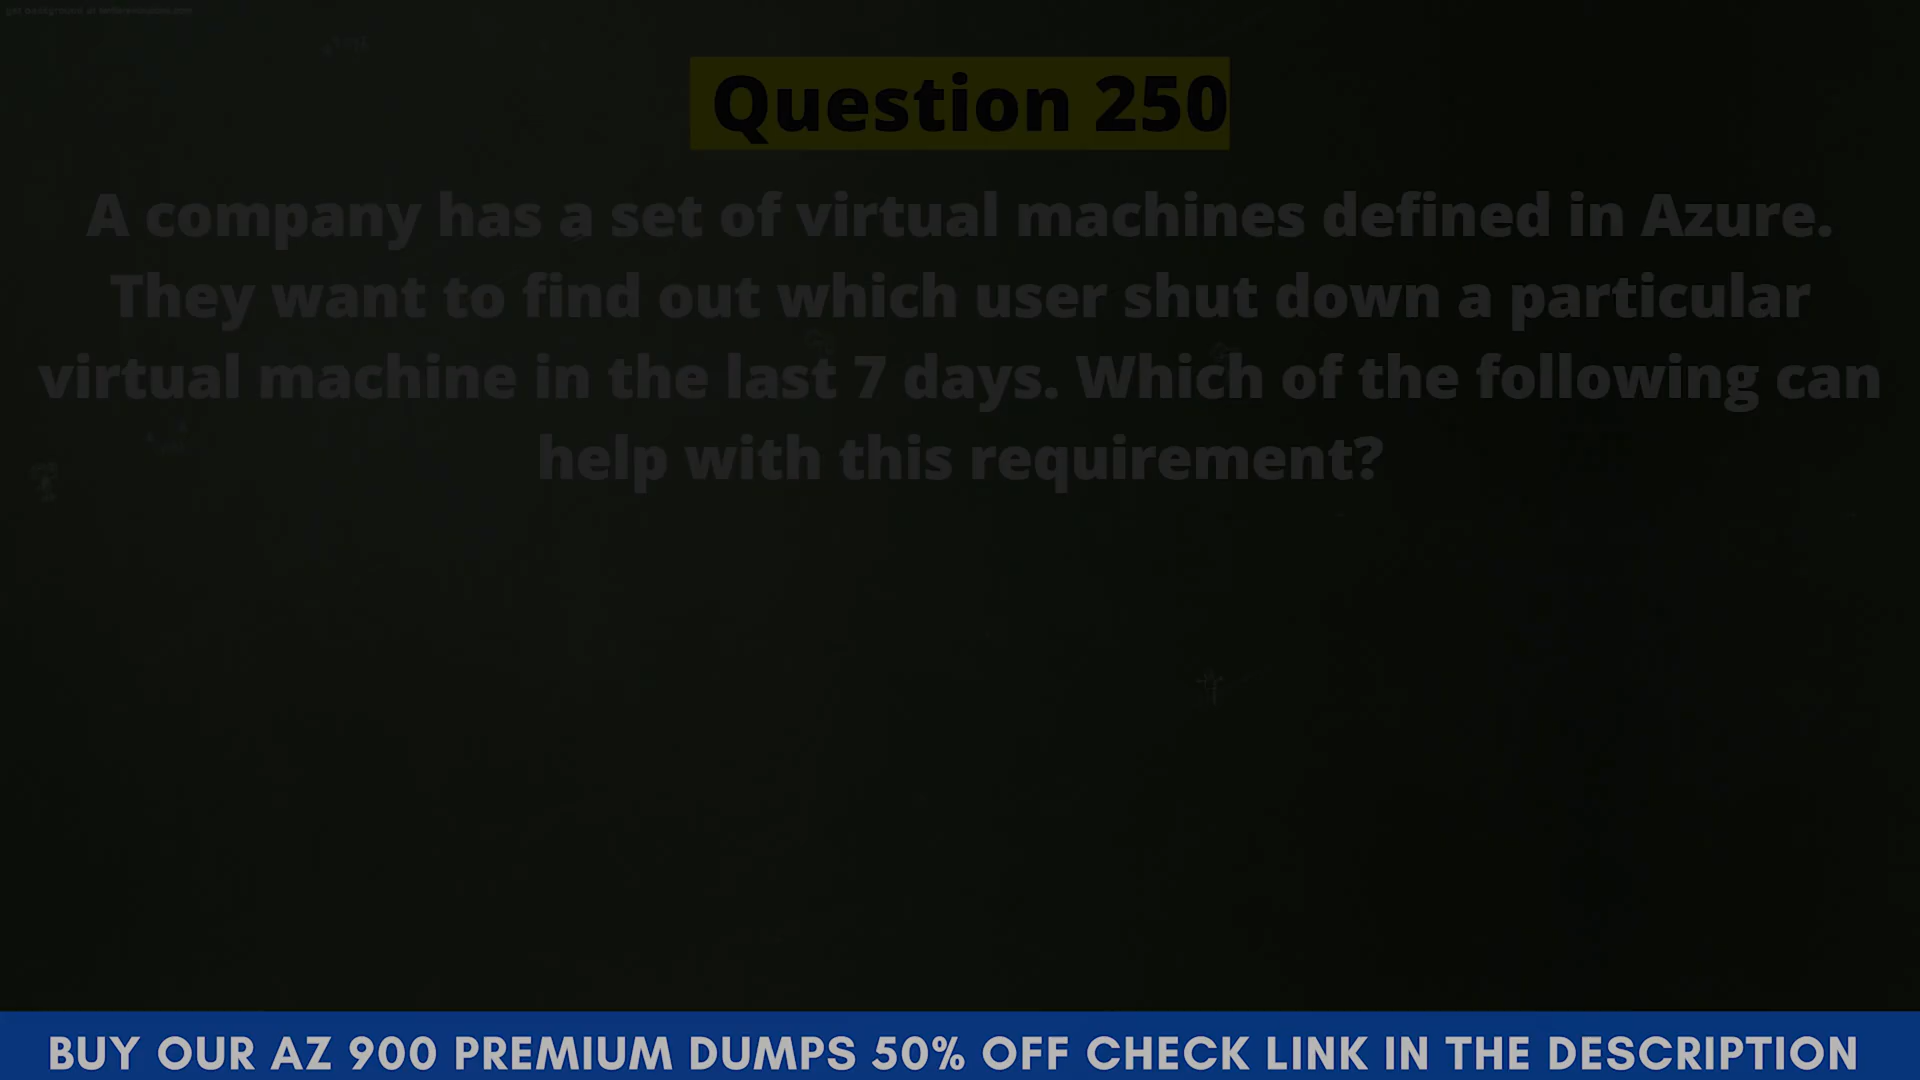 Question 250
A company has a set of virtual machines defined in Azure.
They want to find out which user shut down a particular
virtual machine in the last 7 days. Which of the following can
help with this requirement?
BUY OUR AZ 900 PREMIUM DUMPS 50% OFF CHECK LINK IN THE DESCRIPTION